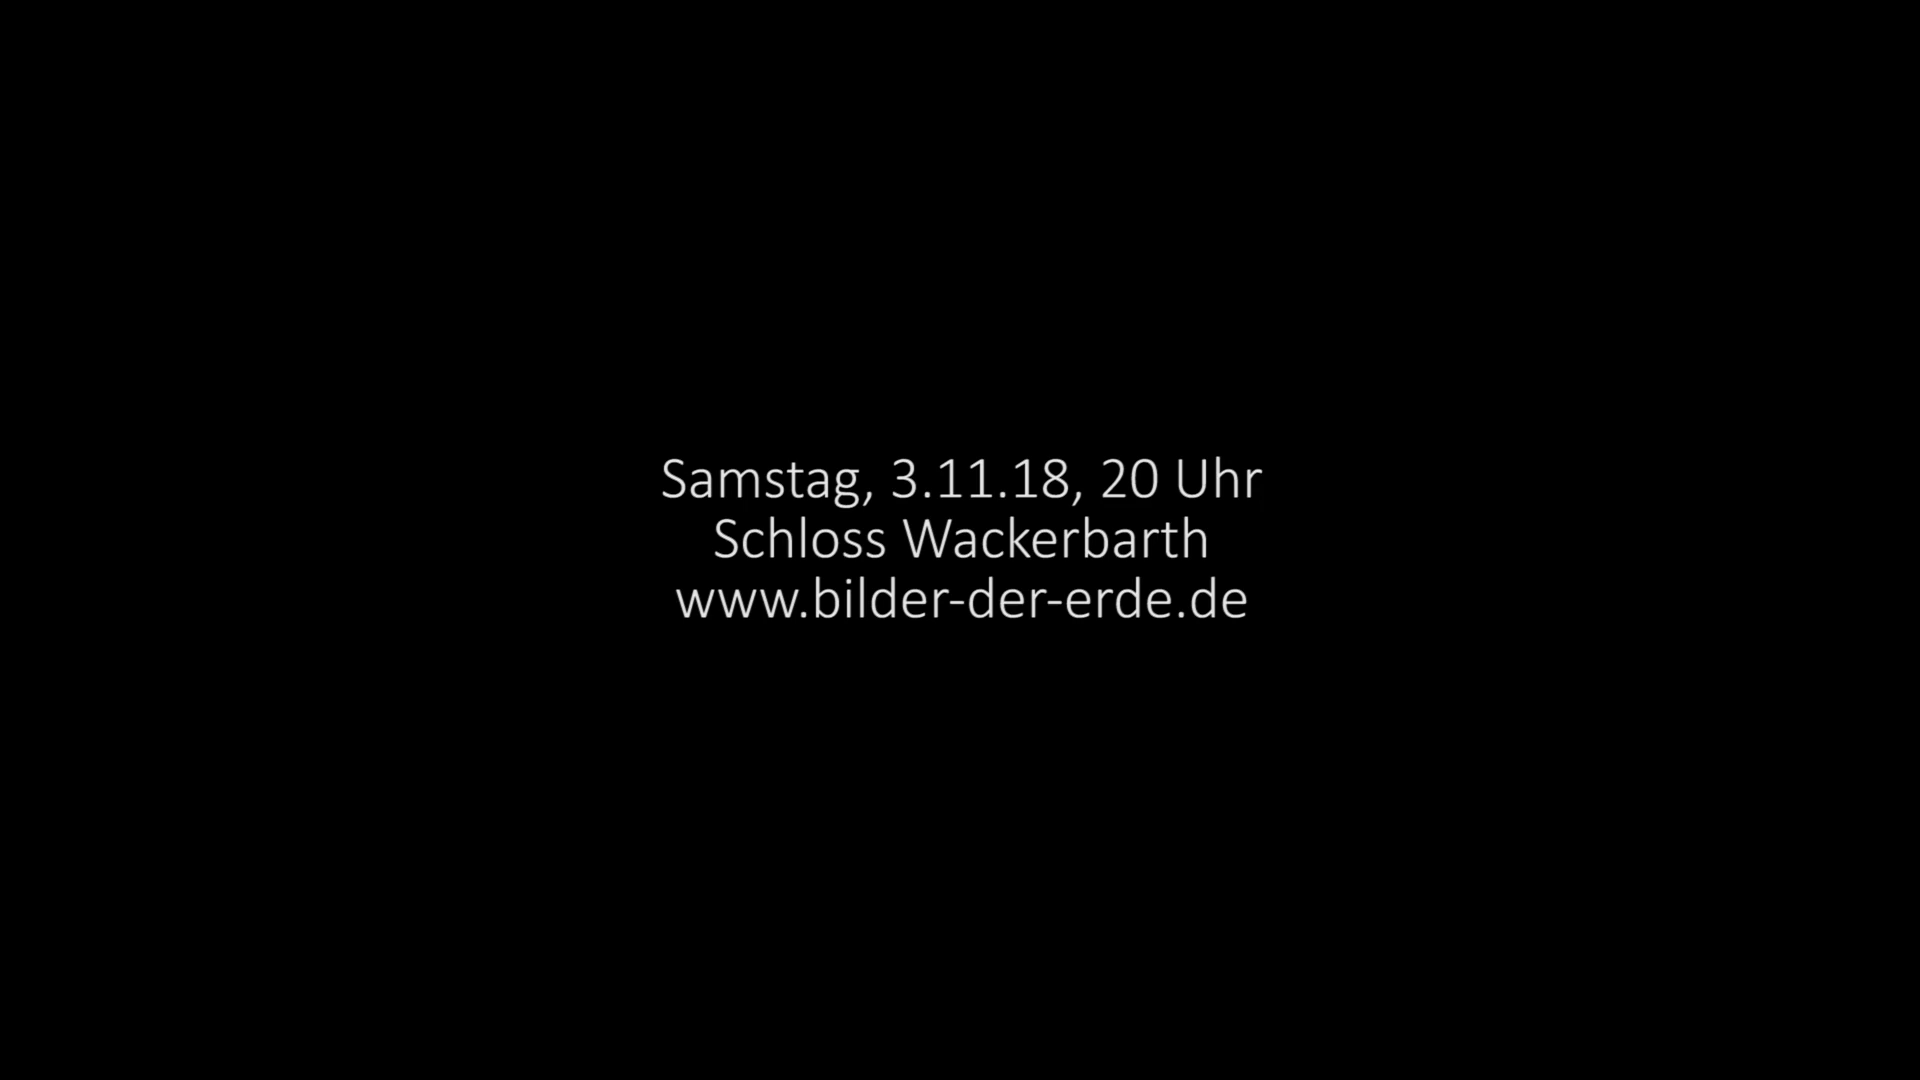 Samstag, 3.11.18, 20 Uhr
Schloss Wackerbarth
www.bilder-der-erde.de